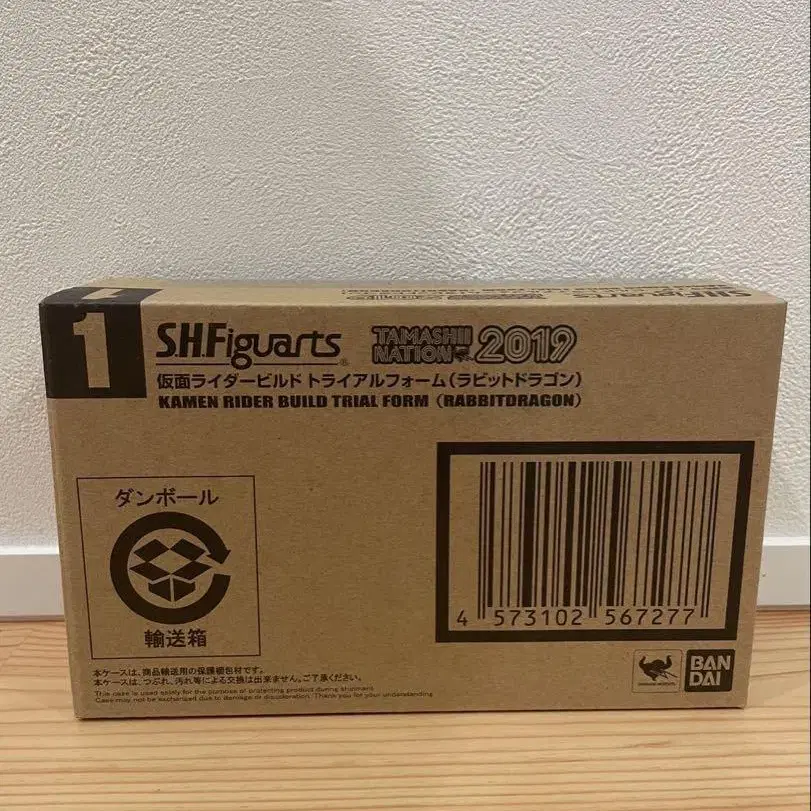 1
S.H.Figuarts
TAMASHII NATION 2019
仮面ライダービルド トライアルフォーム(ラビットドラゴン)
KAMEN RIDER BUILD TRIAL FORM (RABBITDRAGON)
ダンボール
輸送箱
4 573102 567277
本ケースは、商品輸送用の保護梱包材です。
本ケースは、つぶれ、汚れ等による交換は出来ません。ご了承ください。
This case is used solely for the purpose of protecting product during shipment.
Case may not be exchanged due to damage or discoloration. Thank you for your understanding
BAN
DAI